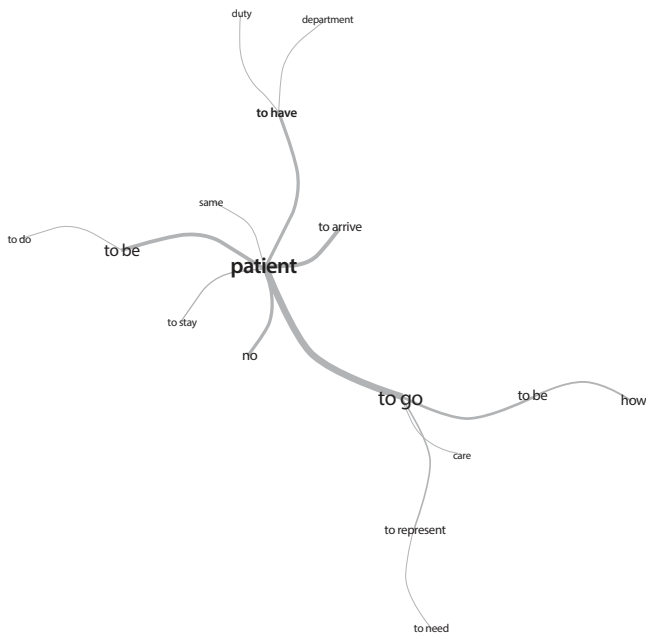 duty
department
to have
same
to arrive
to do
to be
patient
to stay
no
to go
to be
how
care
to represent
to need